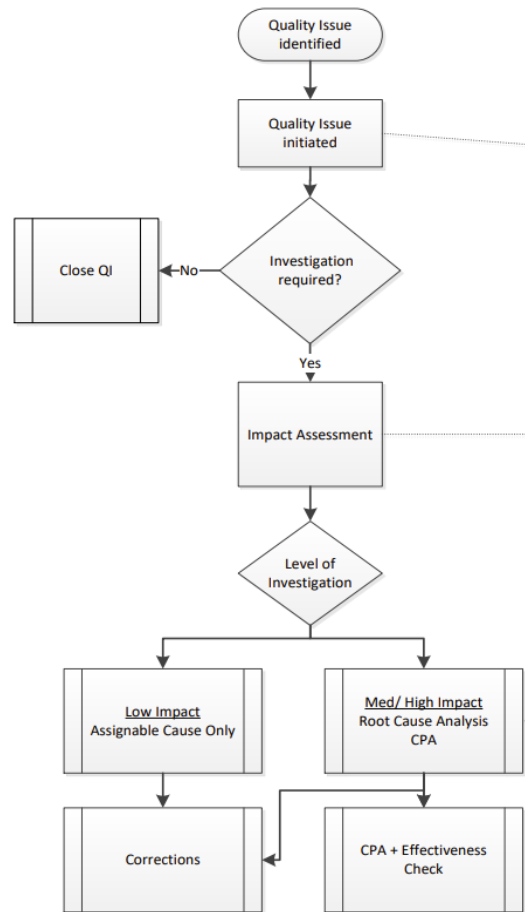 Quality Issue
identified
Quality Issue
initiated
Investigation
required?
No
Close QI
Yes
Impact Assessment
Level of
Investigation
Low Impact
Assignable Cause Only
Med/ High Impact
Root Cause Analysis
CPA
Corrections
CPA + Effectiveness
Check